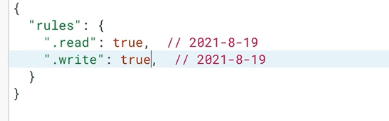 {
"rules": {
".read": true,  // 2021-8-19
".write": true,  // 2021-8-19
}
}